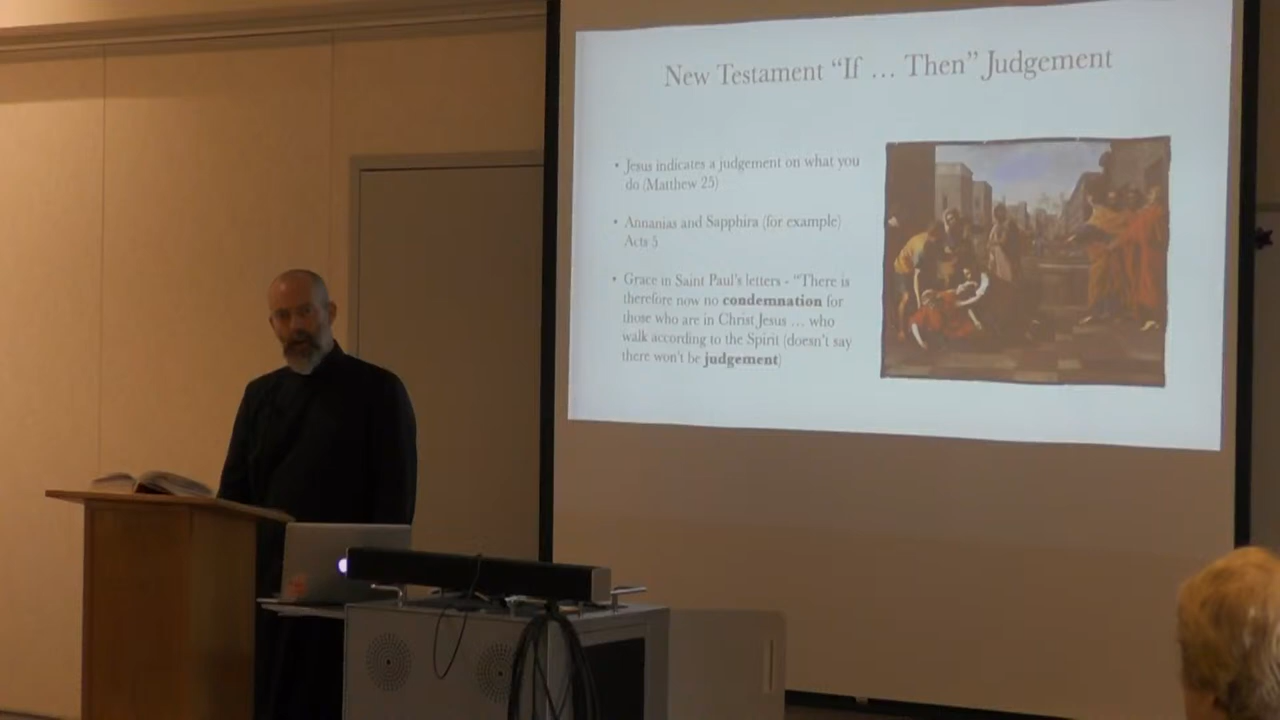 New Testament “If … Then” Judgement
• Jesus indicates a judgement on what you
do (Matthew 25)
• Annanias and Sapphira (for example)
Acts 5
• Grace in Saint Paul’s letters - “There is
therefore now no condemnation for
those who are in Christ Jesus … who
walk according to the Spirit (doesn’t say
there won’t be judgement)